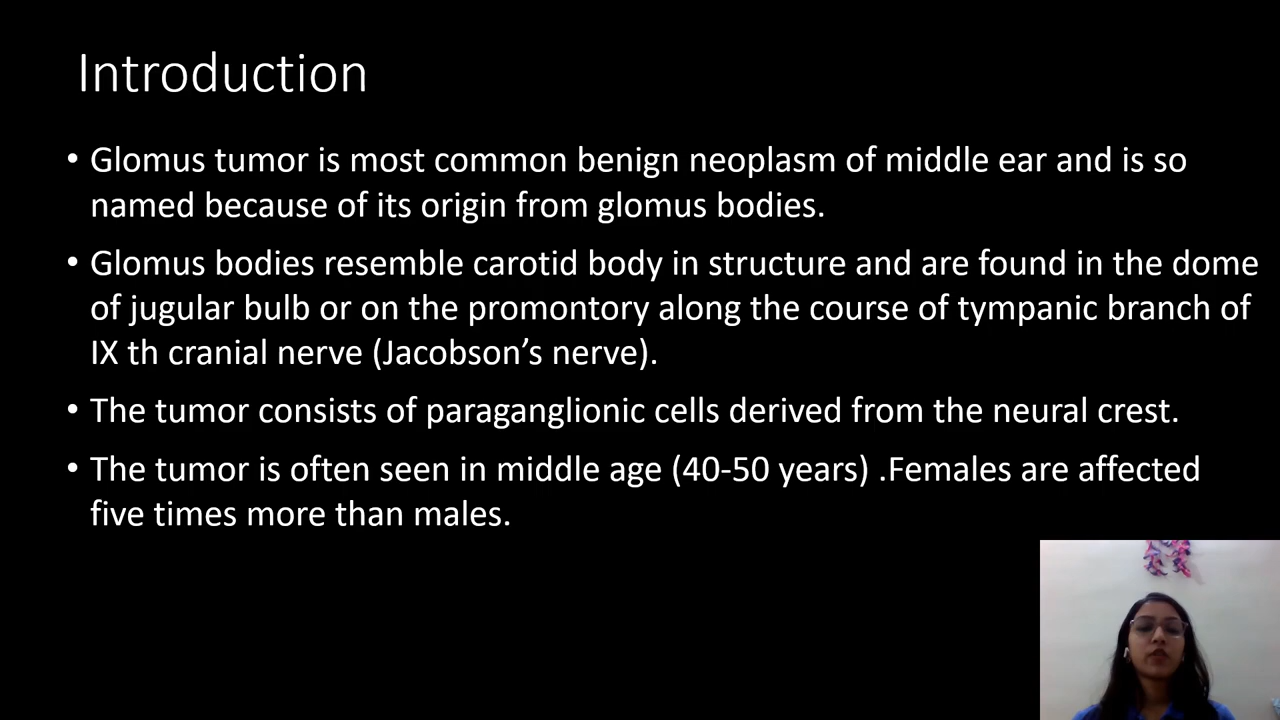 Introduction
• Glomus tumor is most common benign neoplasm of middle ear and is so
named because of its origin from glomus bodies.
• Glomus bodies resemble carotid body in structure and are found in the dome
of jugular bulb or on the promontory along the course of tympanic branch of
IX th cranial nerve (Jacobson’s nerve).
• The tumor consists of paraganglionic cells derived from the neural crest.
• The tumor is often seen in middle age (40-50 years) .Females are affected
five times more than males.